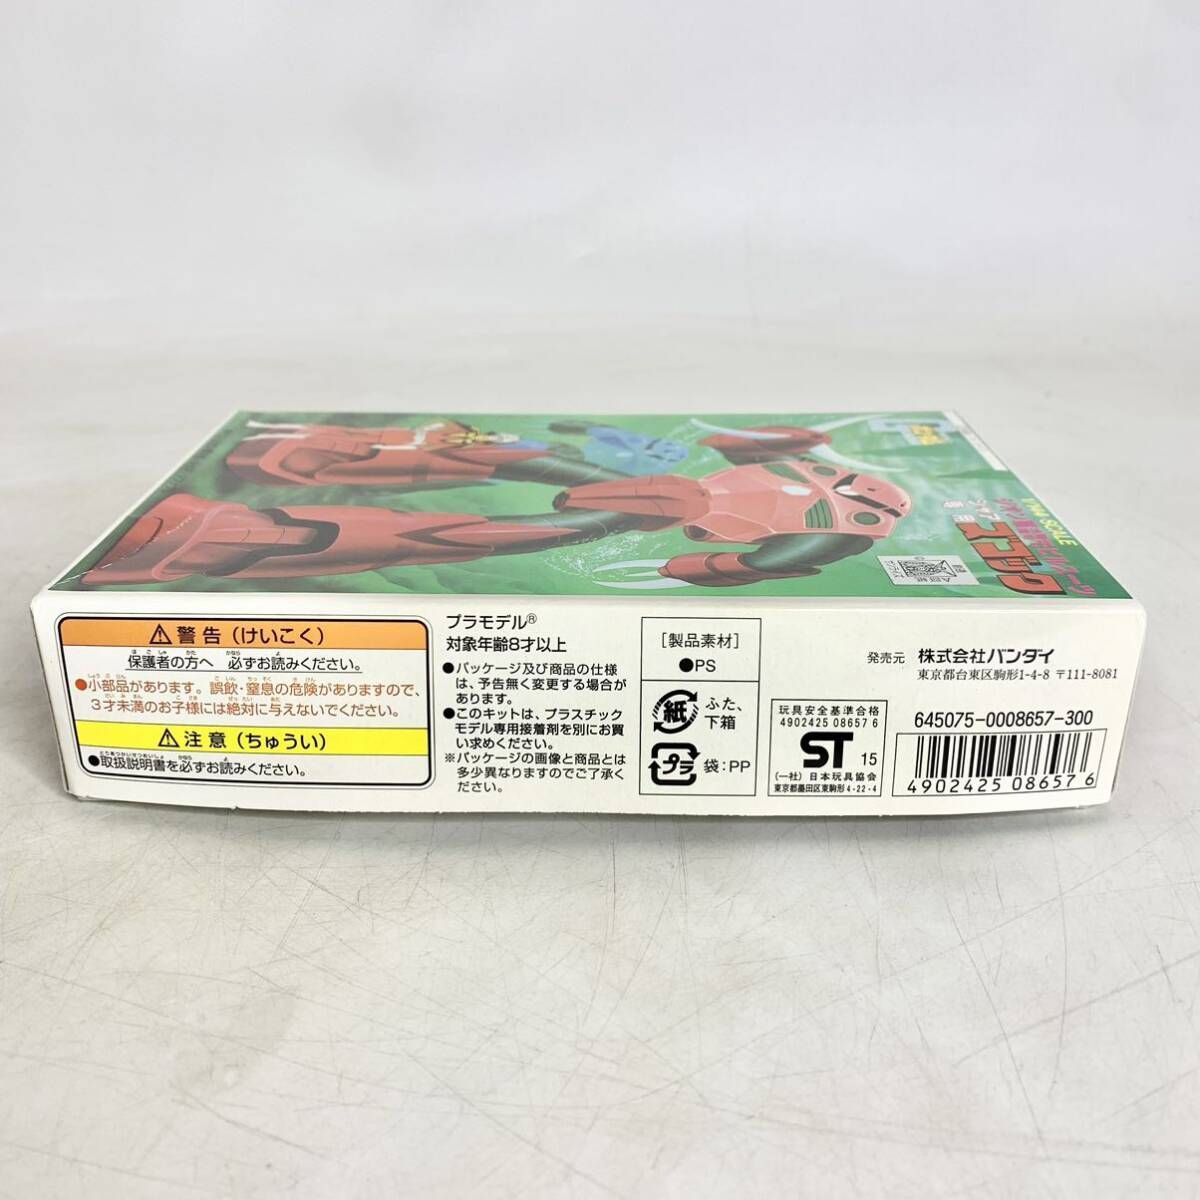 1/144 SCALE
シャア専用
ズゴック
⚠警告(けいこく)
保護者の方へ 必ずお読みください。
●小部品があります。誤飲・窒息の危険がありますので、
3才未満のお子様には絶対に与えないでください。
⚠注意(ちゅうい)
●取扱説明書を必ずお読みください。
プラモデル®
対象年齢8才以上
●パッケージ及び商品の仕様
は、予告無く変更する場合が
あります。
●このキットは、プラスチック
モデル専用接着剤を別にお買
い求めください。
※パッケージの画像と商品とは
多少異なりますのでご了承く
ださい。
[製品素材]
●PS
紙 ふた、
下箱
プラ 袋:PP
玩具安全基準合格
4902425 08657 6
ST 15
(一社)日本玩具協会
東京都墨田区東駒形4-22-4
発売元 株式会社バンダイ
東京都台東区駒形1-4-8 〒111-8081
645075-0008657-300
4902425 086576